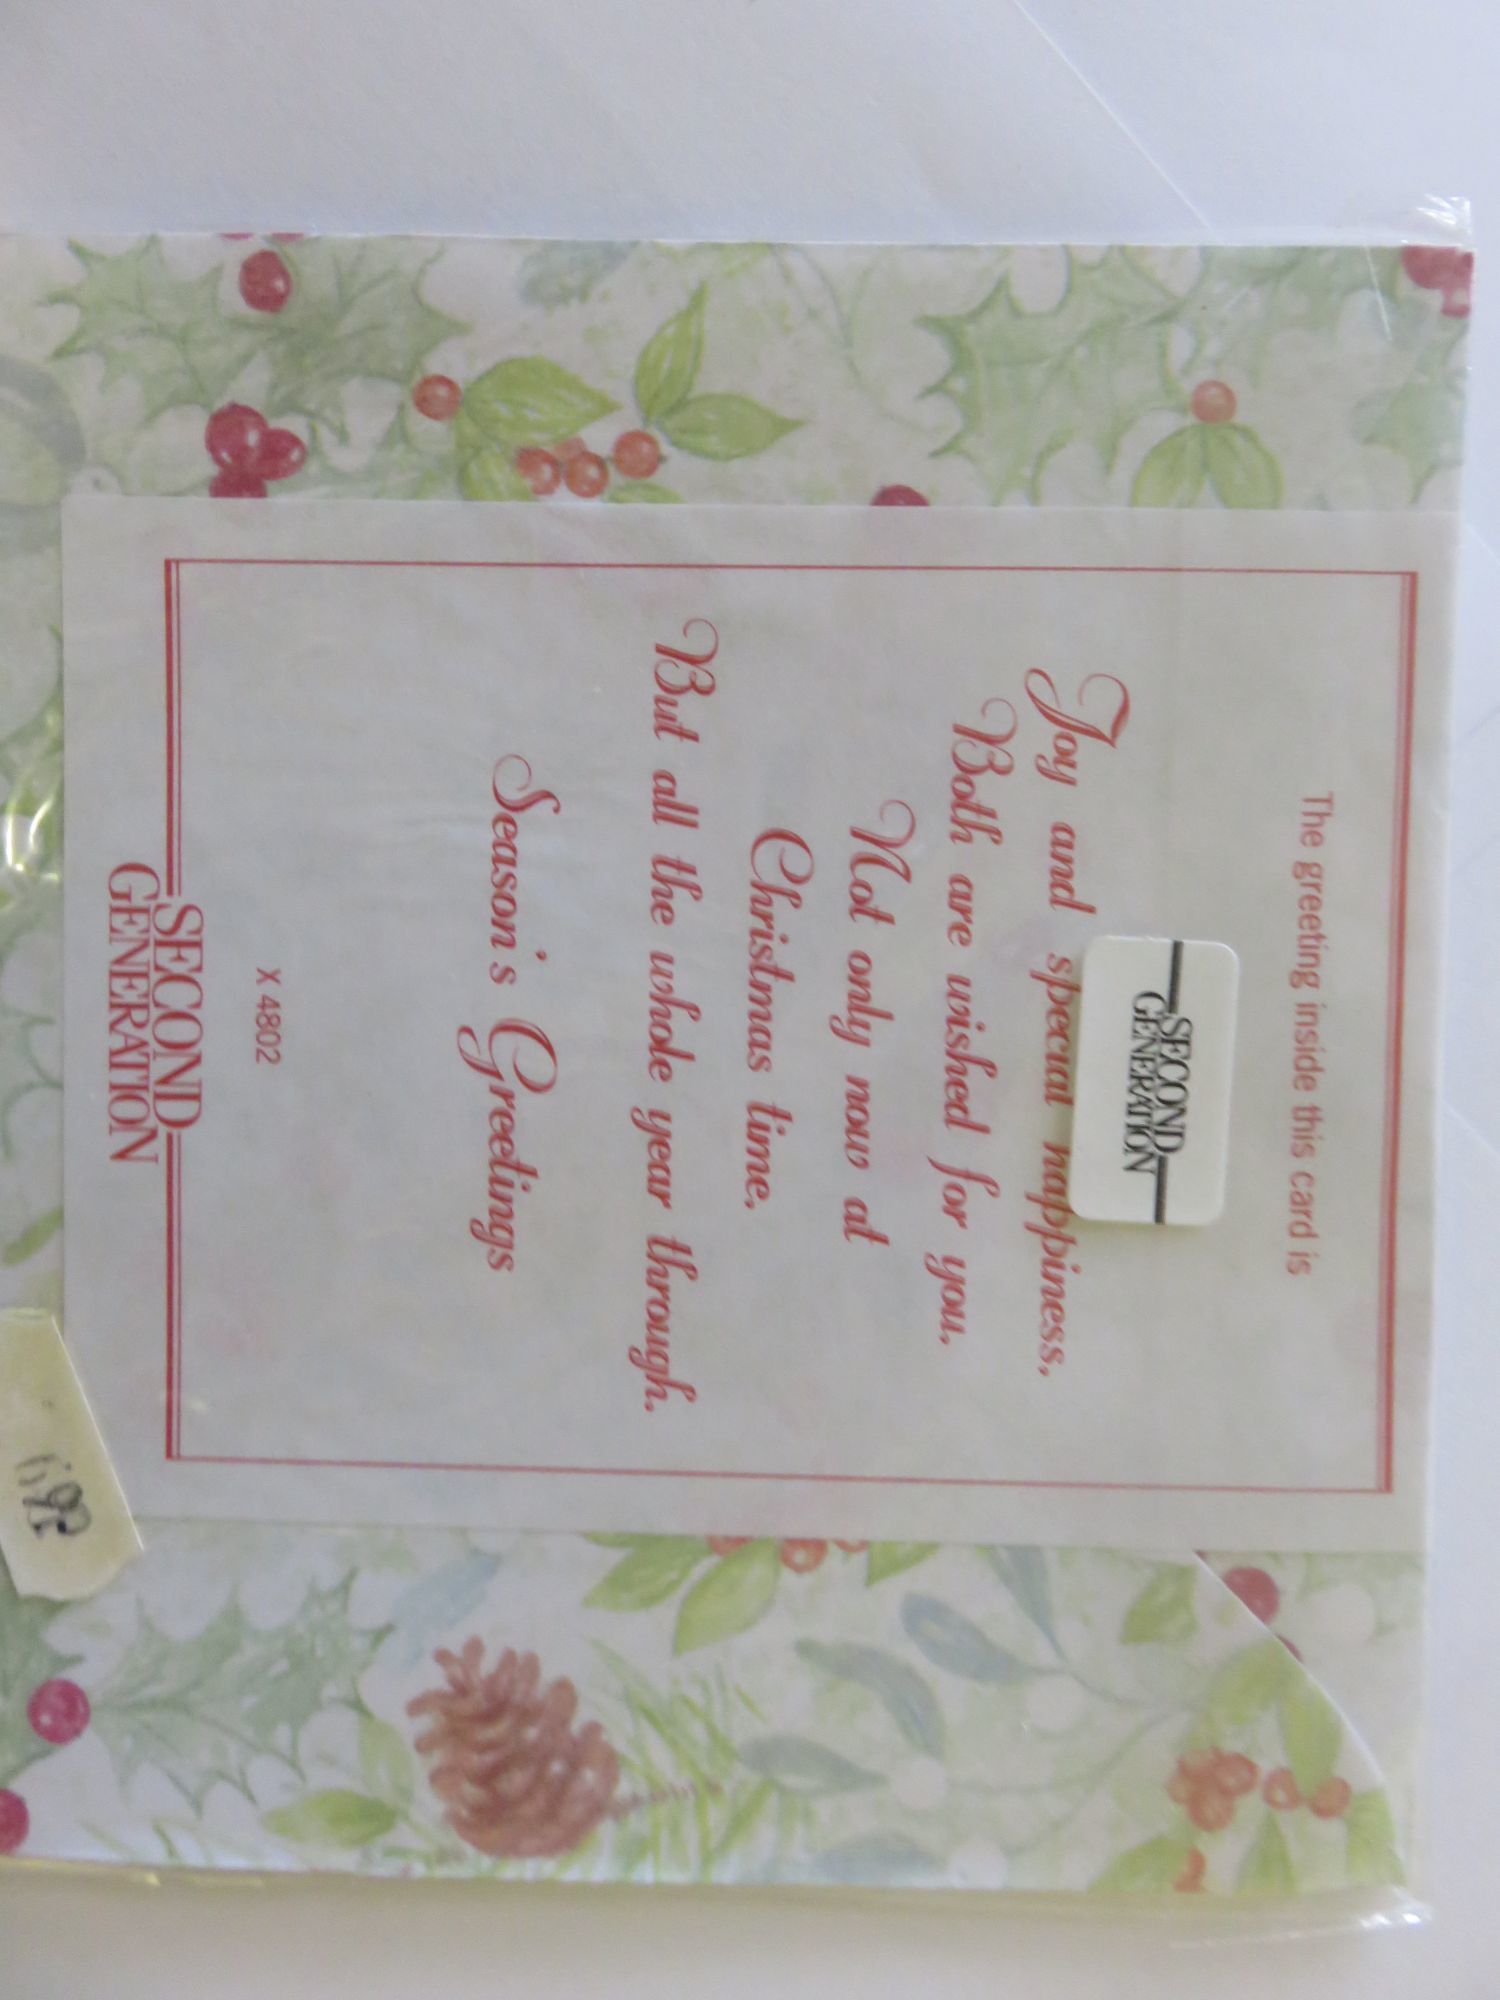 The greeting inside this card is
SECOND
GENERATION
Joy and special happiness,
Both are wished for you,
Not only now at
Christmas time,
But all the whole year through.
Season's Greetings
X 4802
SECOND
GENERATION